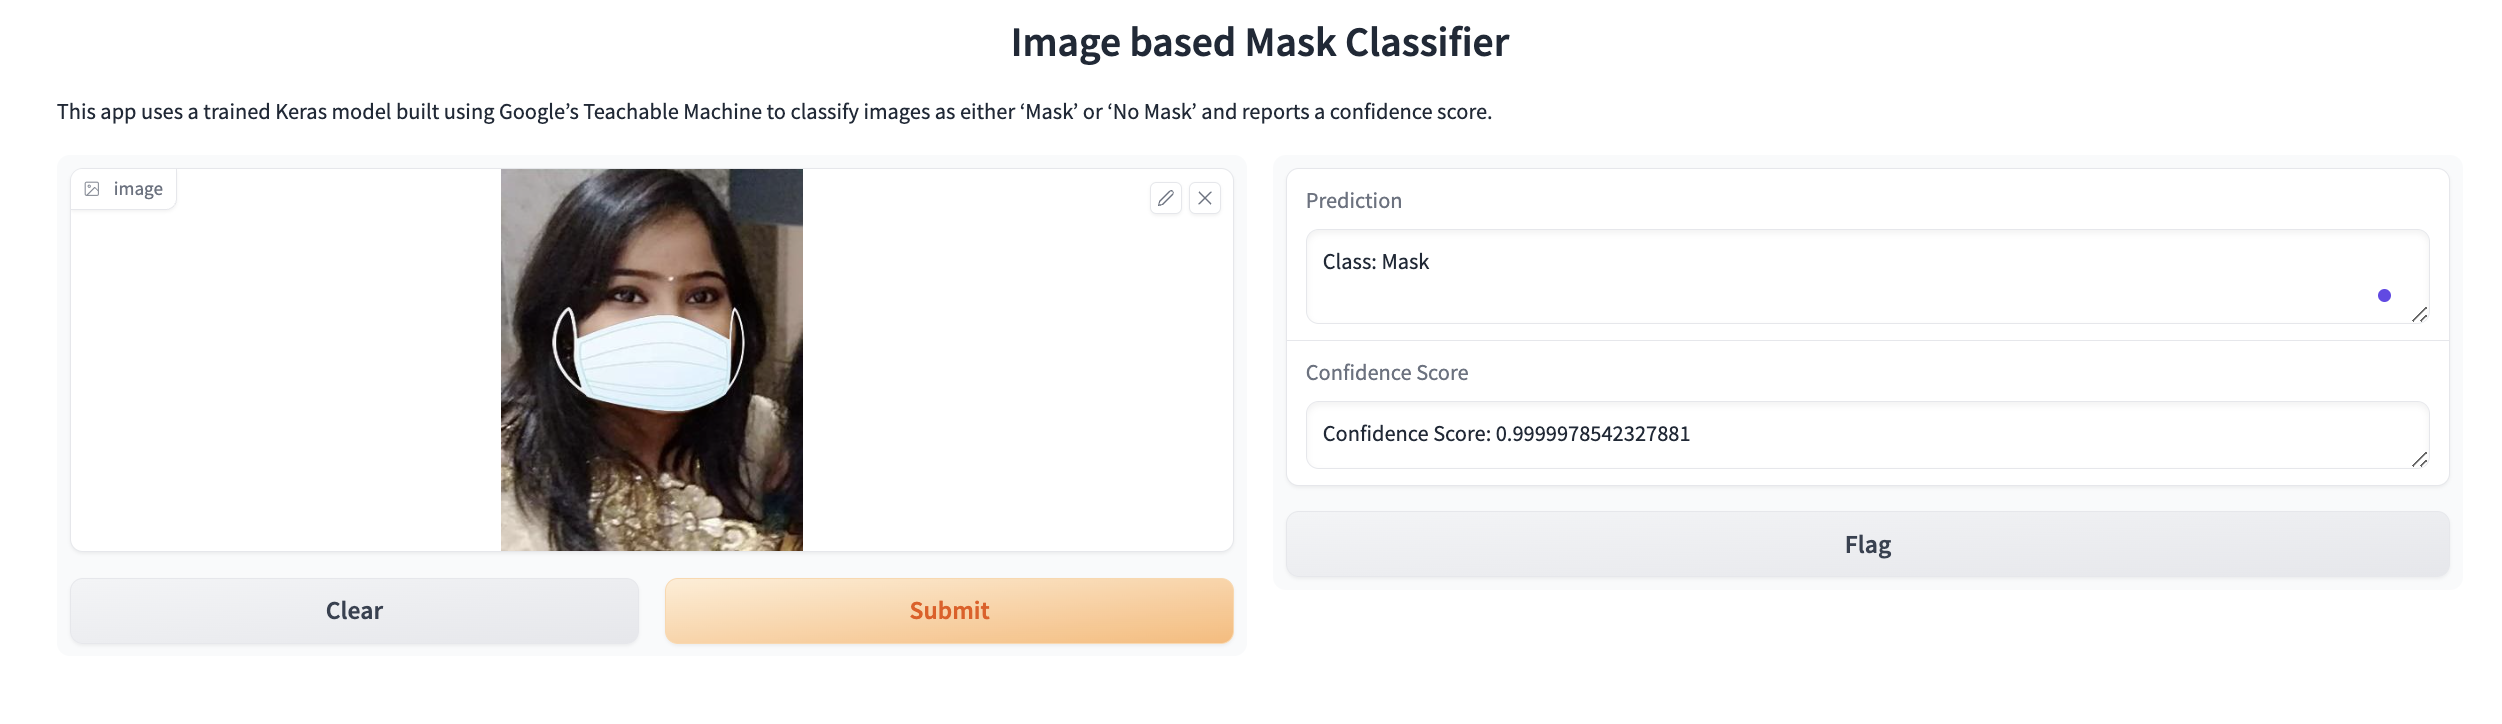 Image based Mask Classifier
This app uses a trained Keras model built using Google’s Teachable Machine to classify images as either ‘Mask’ or ‘No Mask’ and reports a confidence score.
image
Clear
Submit
Prediction
Class: Mask
Confidence Score
Confidence Score: 0.9999978542327881
Flag